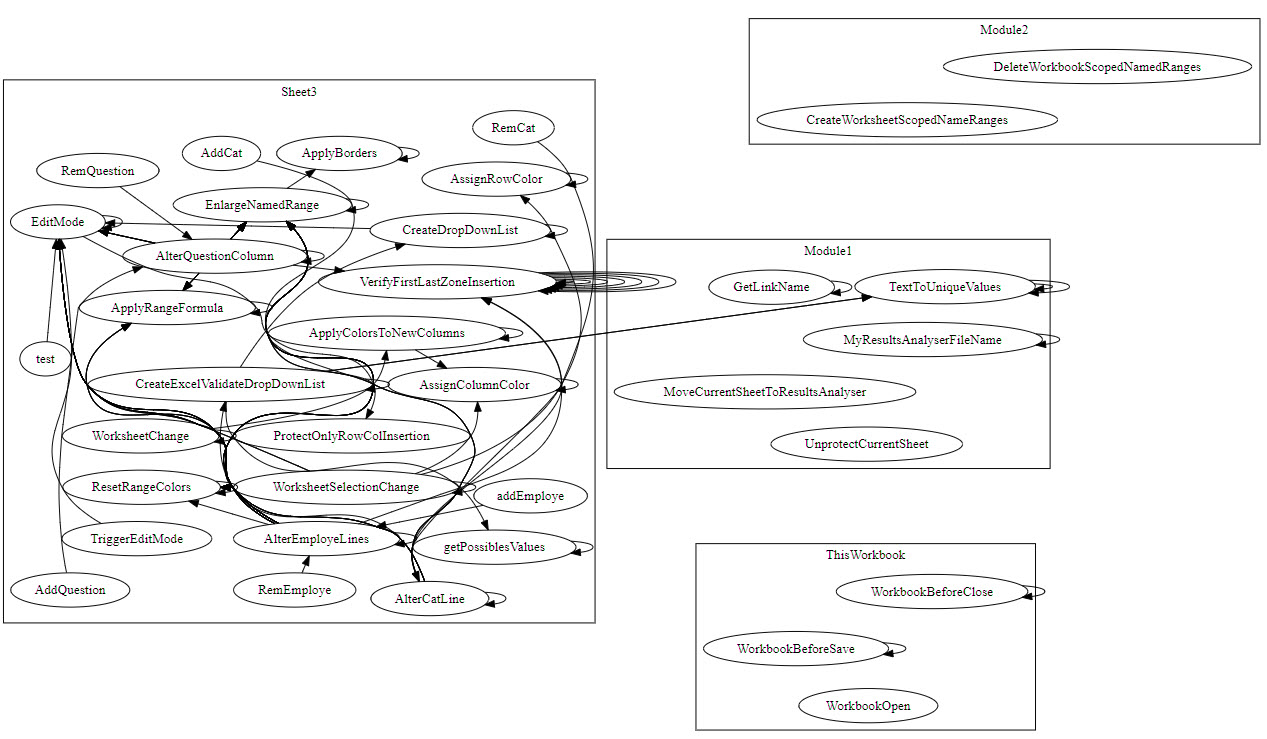 Module2
DeleteWorkbookScopedNamedRanges
CreateWorksheetScopedNameRanges
Sheet3
RemCat
AddCat
ApplyBorders
RemQuestion
AssignRowColor
EnlargeNamedRange
EditMode
CreateDropDownList
AlterQuestionColumn
VerifyFirstLastZoneInsertion
ApplyRangeFormula
ApplyColorsToNewColumns
test
CreateExcelValidateDropDownList
AssignColumnColor
WorksheetChange
ProtectOnlyRowColInsertion
ResetRangeColors
WorksheetSelectionChange
addEmploye
TriggerEditMode
AlterEmployeLines
getPossiblesValues
AddQuestion
RemEmploye
AlterCatLine
Module1
GetLinkName
TextToUniqueValues
MyResultsAnalyserFileName
MoveCurrentSheetToResultsAnalyser
UnprotectCurrentSheet
ThisWorkbook
WorkbookBeforeClose
WorkbookBeforeSave
WorkbookOpen